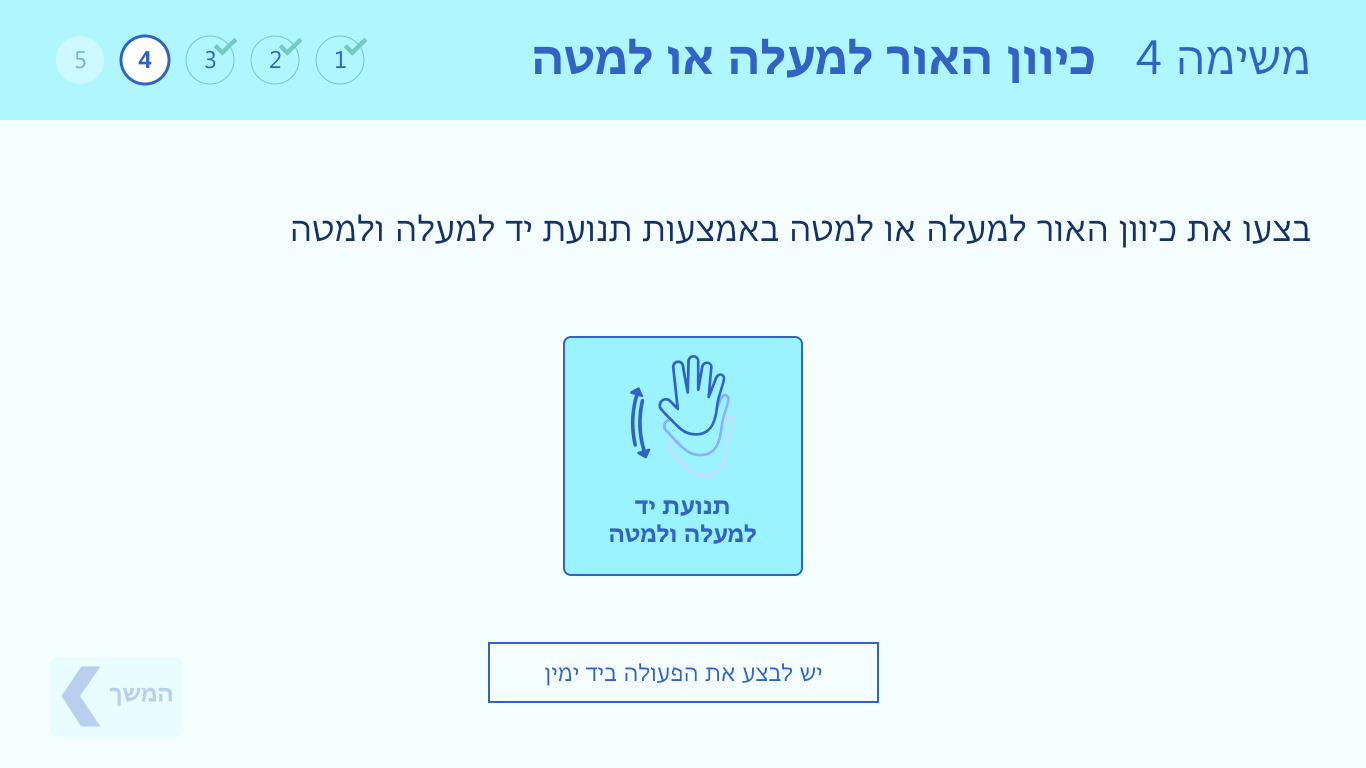 משימה 4 כיוון האור למעלה או למטה
1 2 3 4 5
בצעו את כיוון האור למעלה או למטה באמצעות תנועת יד למעלה ולמטה
תנועת יד
למעלה ולמטה
יש לבצע את הפעולה ביד ימין
המשך